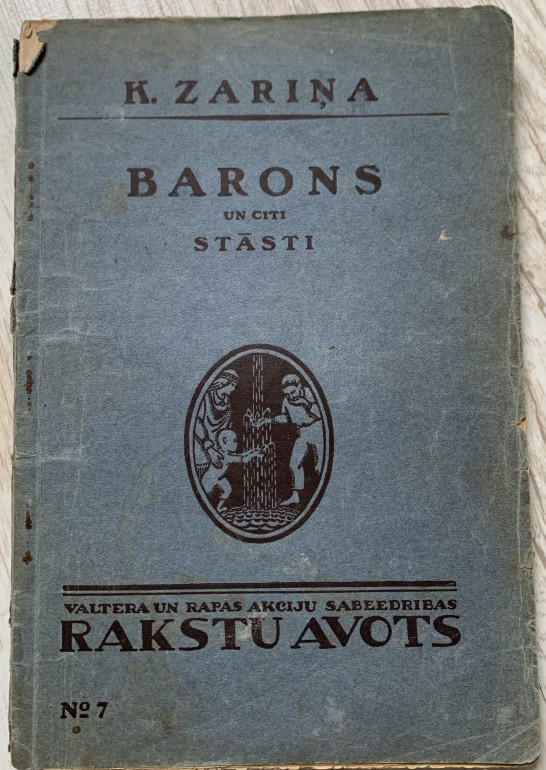 K. ZARIŅA
BARONS
UN CITI
STĀSTI
VALTERA UN RAPAS AKCIJU SABEEDRIBAS
RAKSTU AVOTS
№ 7